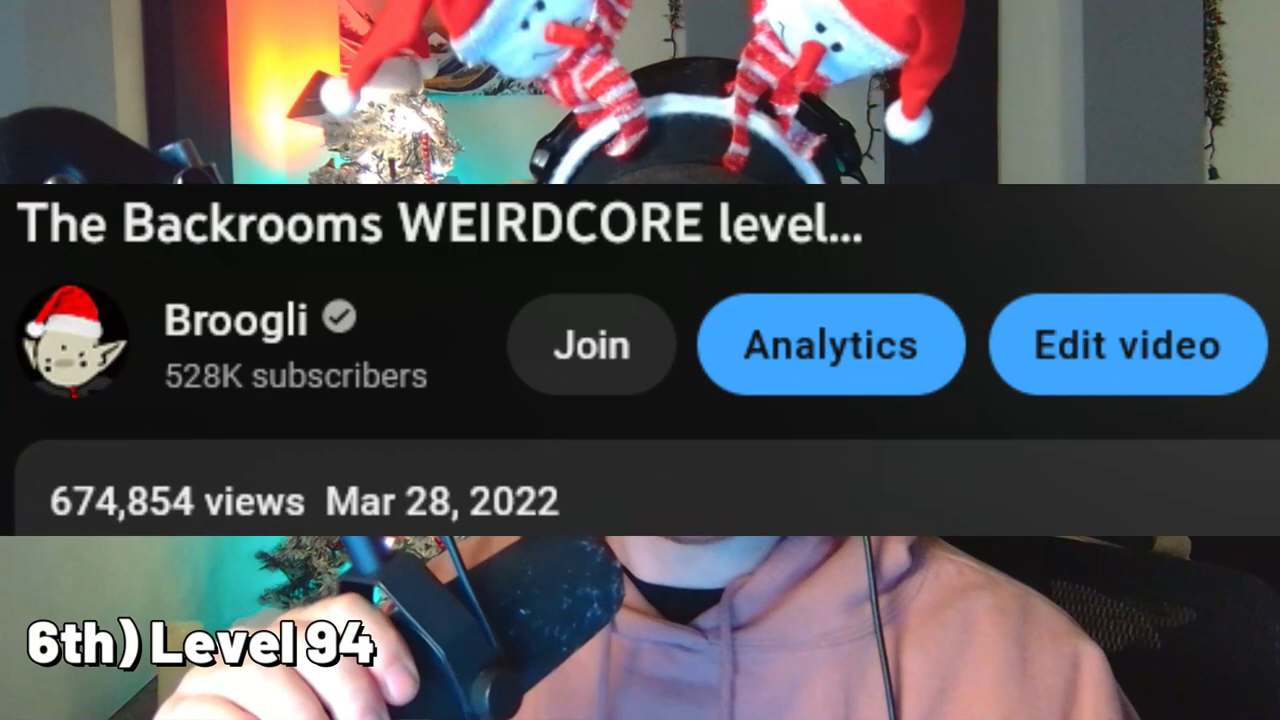 The Backrooms WEIRDCORE level...
Broogli
528K subscribers
Join
Analytics
Edit video
674,854 views Mar 28, 2022
6th) Level 94